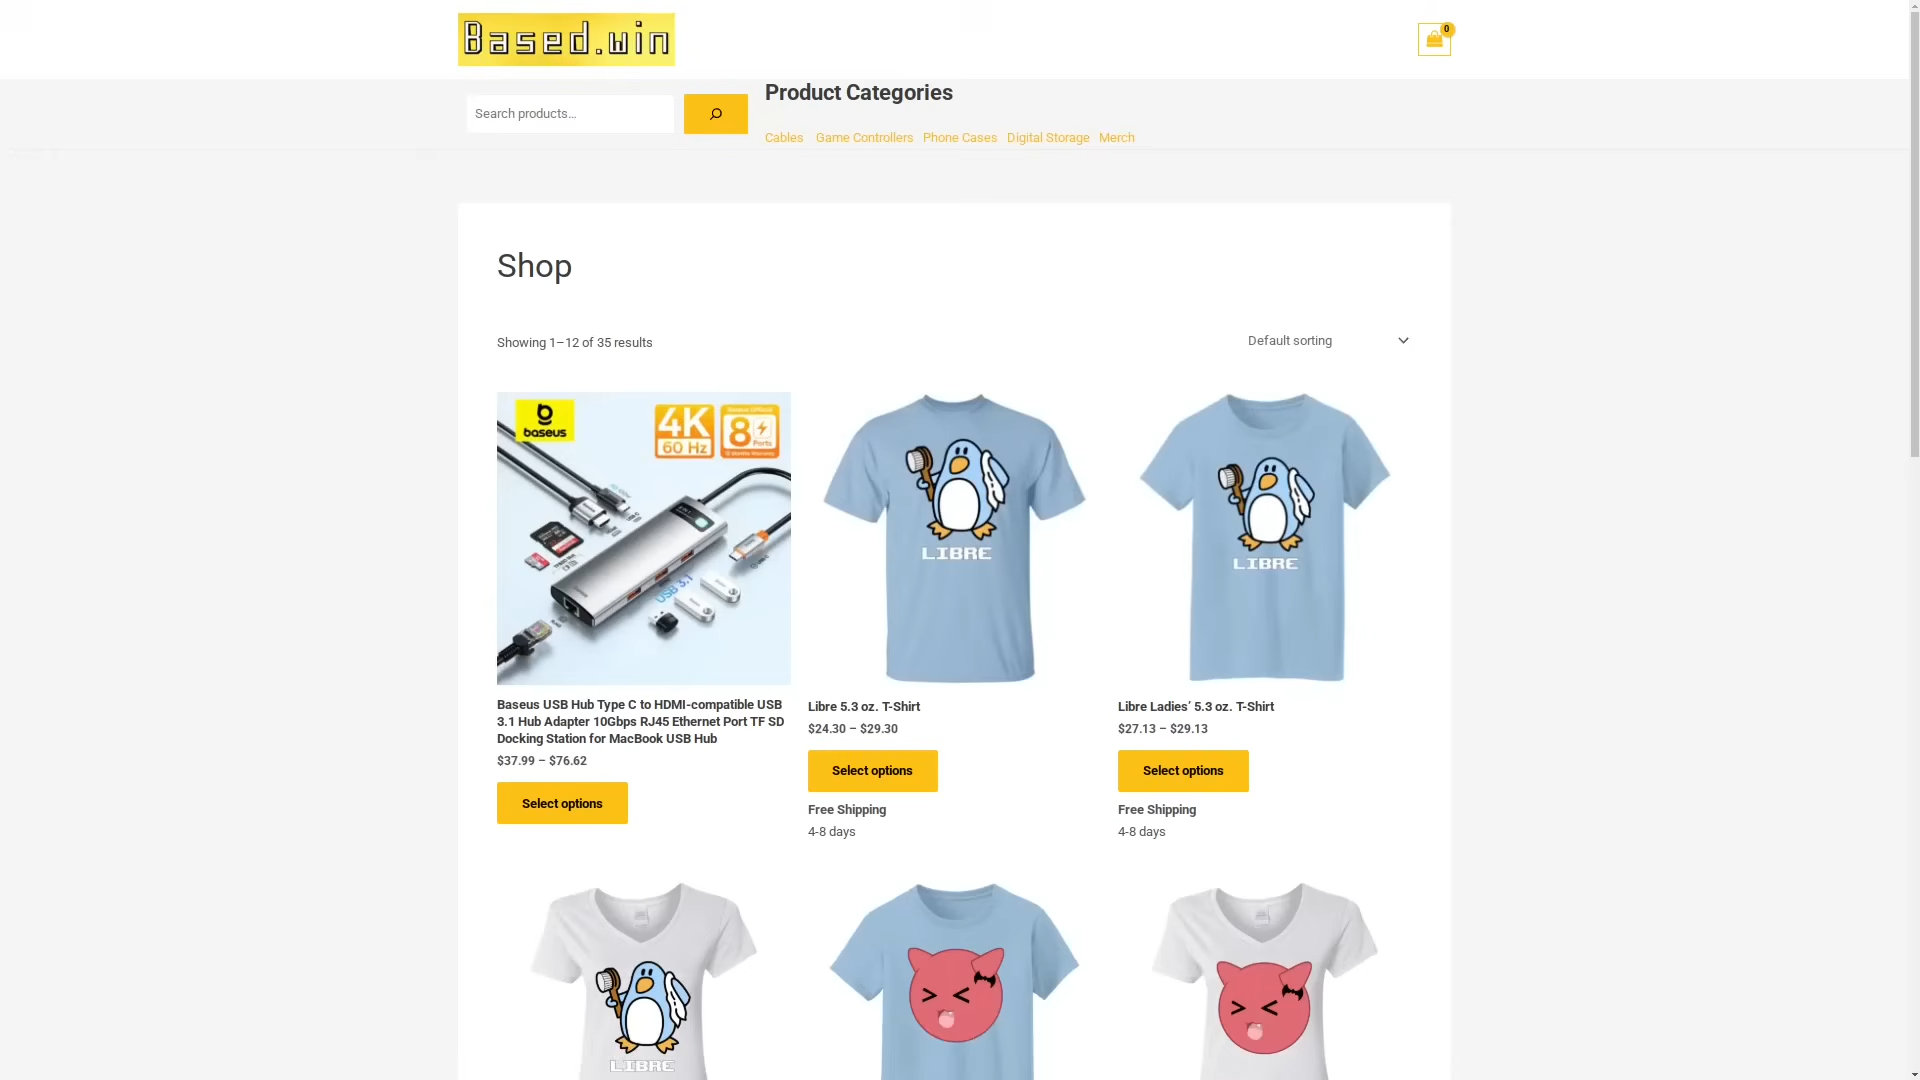 Based.win
0
Search products…
Product Categories
Cables Game Controllers Phone Cases Digital Storage Merch
Shop
Showing 1–12 of 35 results
Default sorting
baseus
4K
60 Hz
8
Ports
USB 3.1
LIBRE
LIBRE
Baseus USB Hub Type C to HDMI-compatible USB
3.1 Hub Adapter 10Gbps RJ45 Ethernet Port TF SD
Docking Station for MacBook USB Hub
$37.99 – $76.62
Select options
Libre 5.3 oz. T-Shirt
$24.30 – $29.30
Select options
Free Shipping
4-8 days
Libre Ladies’ 5.3 oz. T-Shirt
$27.13 – $29.13
Select options
Free Shipping
4-8 days
LIBRE